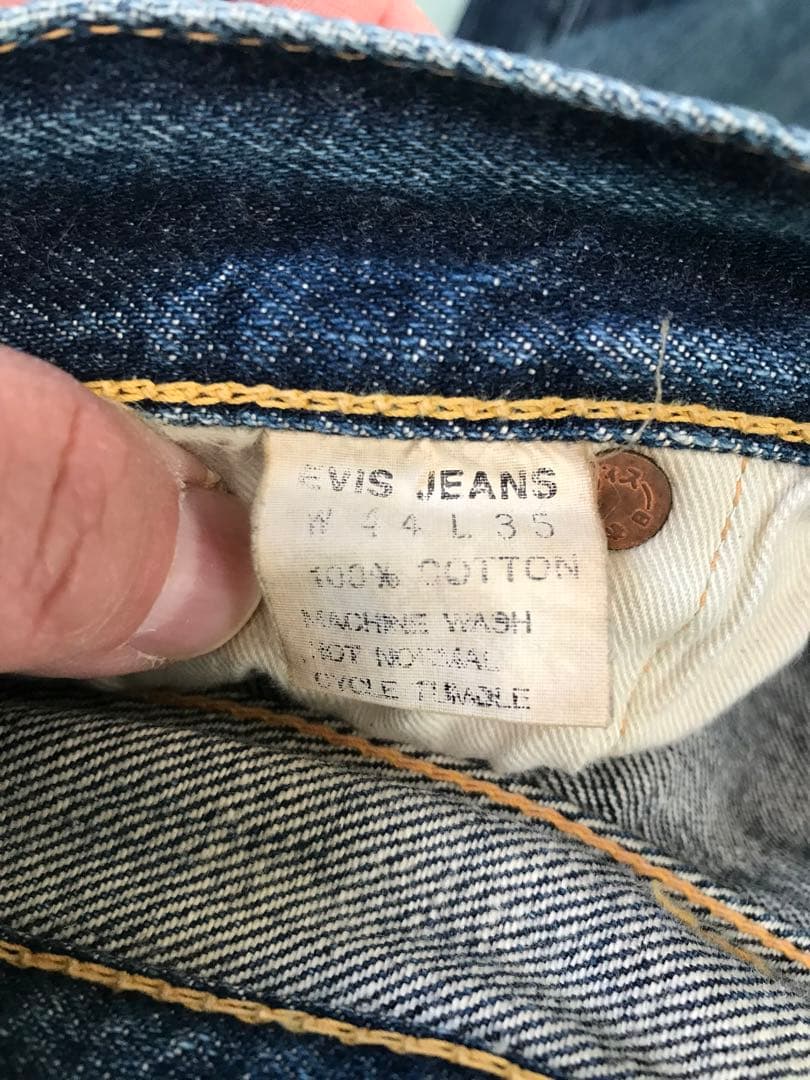 EVIS JEANS
W 44 L 35
100% COTTON
MACHINE WASH
HOT NORMAL
CYCLE TUMBLE